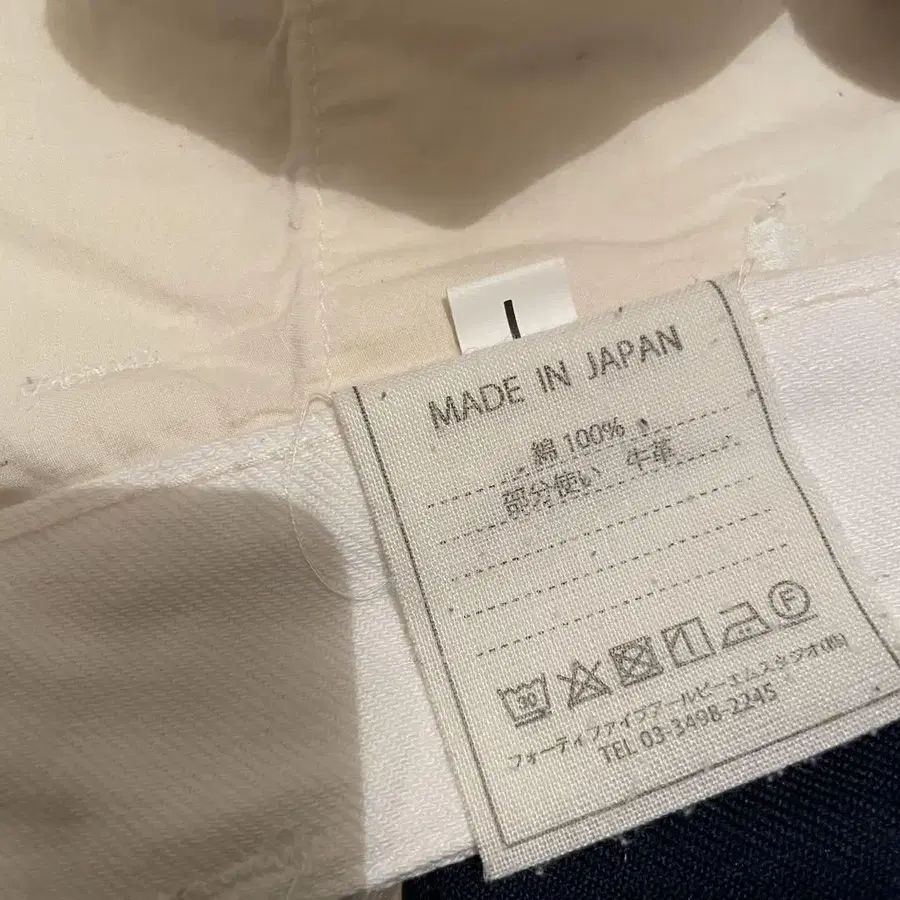 L
MADE IN JAPAN
綿 100%
部分使い 牛革
30
F
フォーティファイブアールピーエムスタジオ(株)
TEL 03-3498-2245